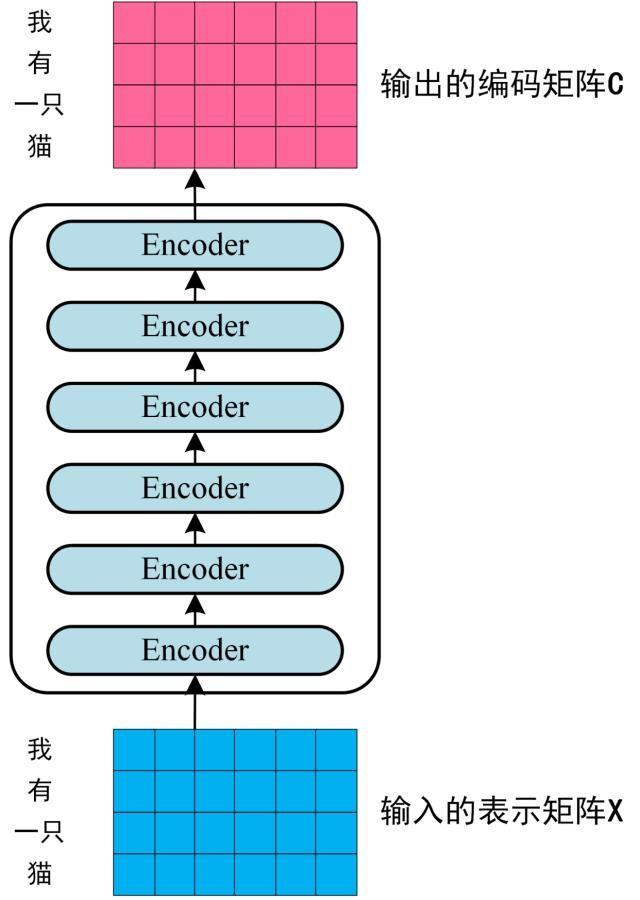 我
有
一只
猫
输出的编码矩阵C
Encoder
Encoder
Encoder
Encoder
Encoder
Encoder
我
有
一只
猫
输入的表示矩阵X